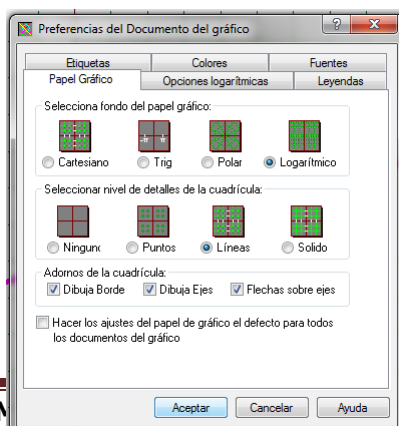 Preferencias del Documento del gráfico
Etiquetas Colores Fuentes
Papel Gráfico Opciones logarítmicas Leyendas
Selecciona fondo del papel gráfico:
Cartesiano Trig Polar Logarítmico
Seleccionar nivel de detalles de la cuadrícula:
Ninguno Puntos Líneas Solido
Adornos de la cuadrícula:
Dibuja Borde Dibuja Ejes Flechas sobre ejes
Hacer los ajustes del papel de gráfico el defecto para todos
los documentos del gráfico
Aceptar Cancelar Ayuda